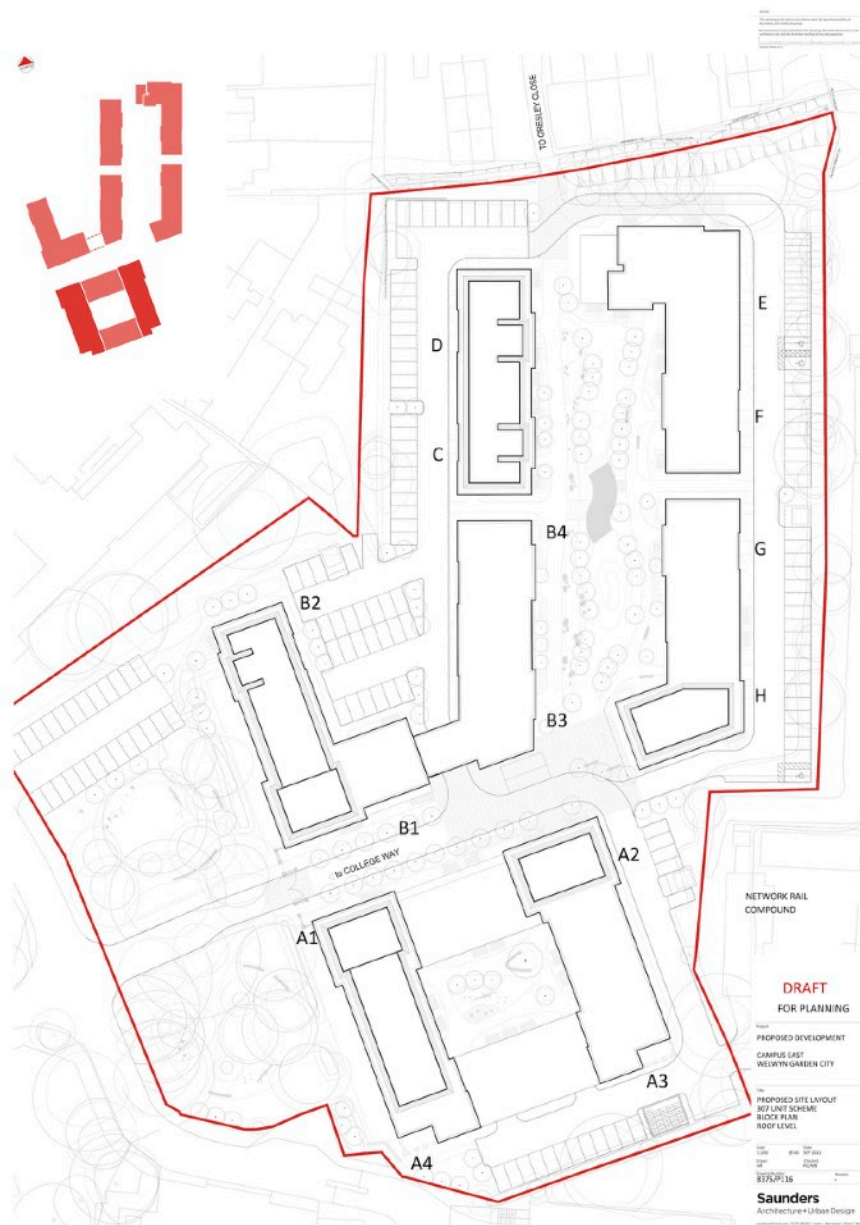 TO ORESLEY CLOSE
E
D
F
C
B4
G
B2
H
B3
B1
to COLLEGE WAY
A2
A1
A3
A4
NETWORK RAIL
COMPOUND
DRAFT
FOR PLANNING
PROPOSED DEVELOPMENT
CAMPUS EAST
WELWYN GARDEN CITY
PROPOSED SITE LAYOUT
307 UNIT SCHEME
BLOCK PLAN
ROOF LEVEL
8375/P116
Saunders
Architecture + Urban Design